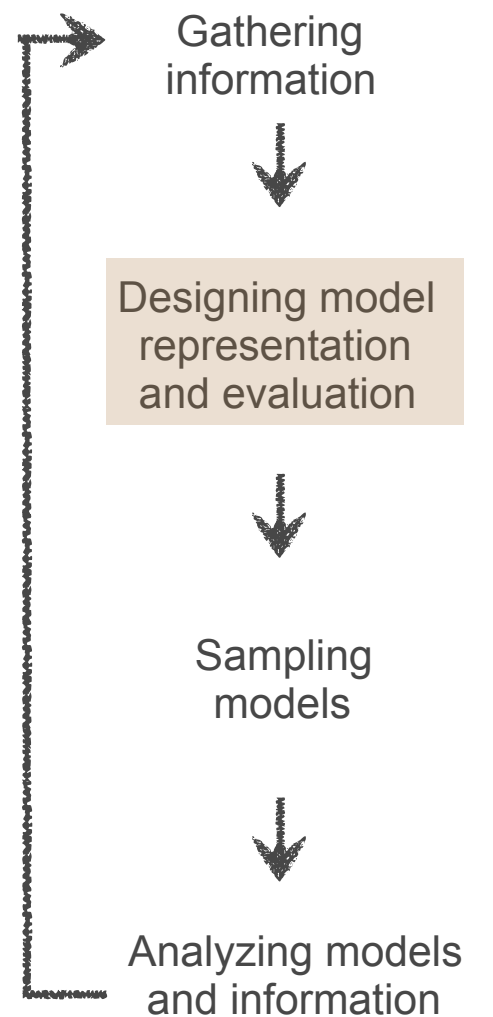 Gathering
information
Designing model
representation
and evaluation
Sampling
models
Analyzing models
and information